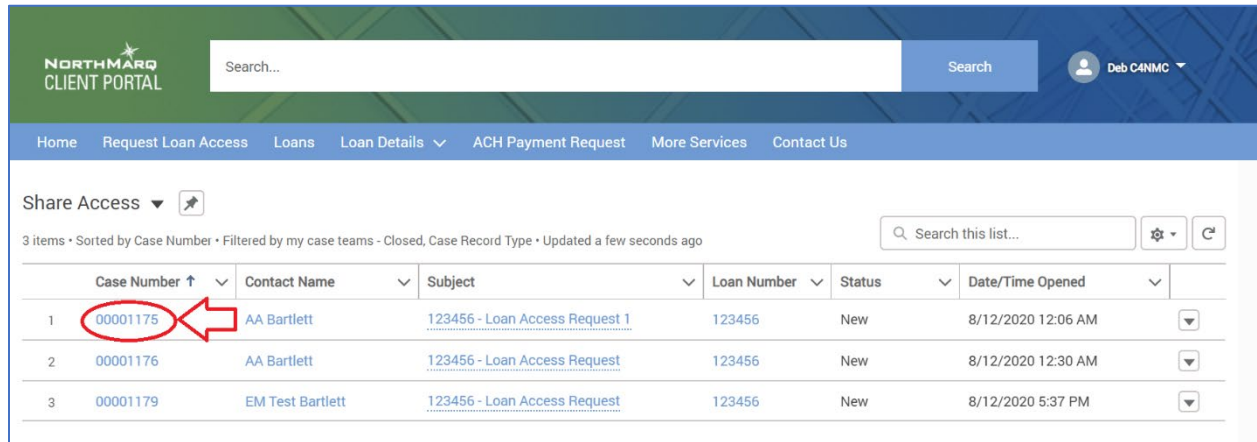 NORTHMARQ
CLIENT PORTAL
Search...
Search
Deb C4NMC
Home Request Loan Access Loans Loan Details ACH Payment Request More Services Contact Us
Share Access
3 items • Sorted by Case Number • Filtered by my case teams - Closed, Case Record Type • Updated a few seconds ago
Search this list...
Case Number ↑ Contact Name Subject Loan Number Status Date/Time Opened
1 00001175 AA Bartlett 123456 - Loan Access Request 1 123456 New 8/12/2020 12:06 AM
2 00001176 AA Bartlett 123456 - Loan Access Request 123456 New 8/12/2020 12:30 AM
3 00001179 EM Test Bartlett 123456 - Loan Access Request 123456 New 8/12/2020 5:37 PM